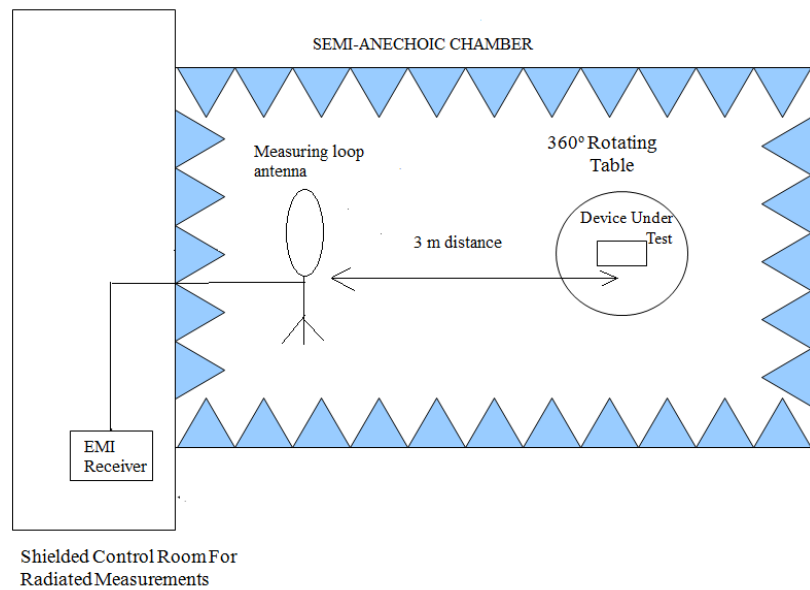 SEMI-ANECHOIC CHAMBER
Measuring loop
antenna
360º Rotating
Table
Device Under
Test
3 m distance
EMI
Receiver
Shielded Control Room For
Radiated Measurements